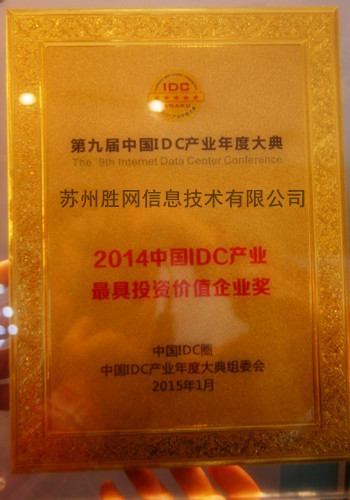 IDC
第九届中国IDC产业年度大典
The 9th Internet Data Center Conference
苏州胜网信息技术有限公司
2014中国IDC产业
最具投资价值企业奖
中国IDC圈
中国IDC产业年度大典组委会
2015年1月